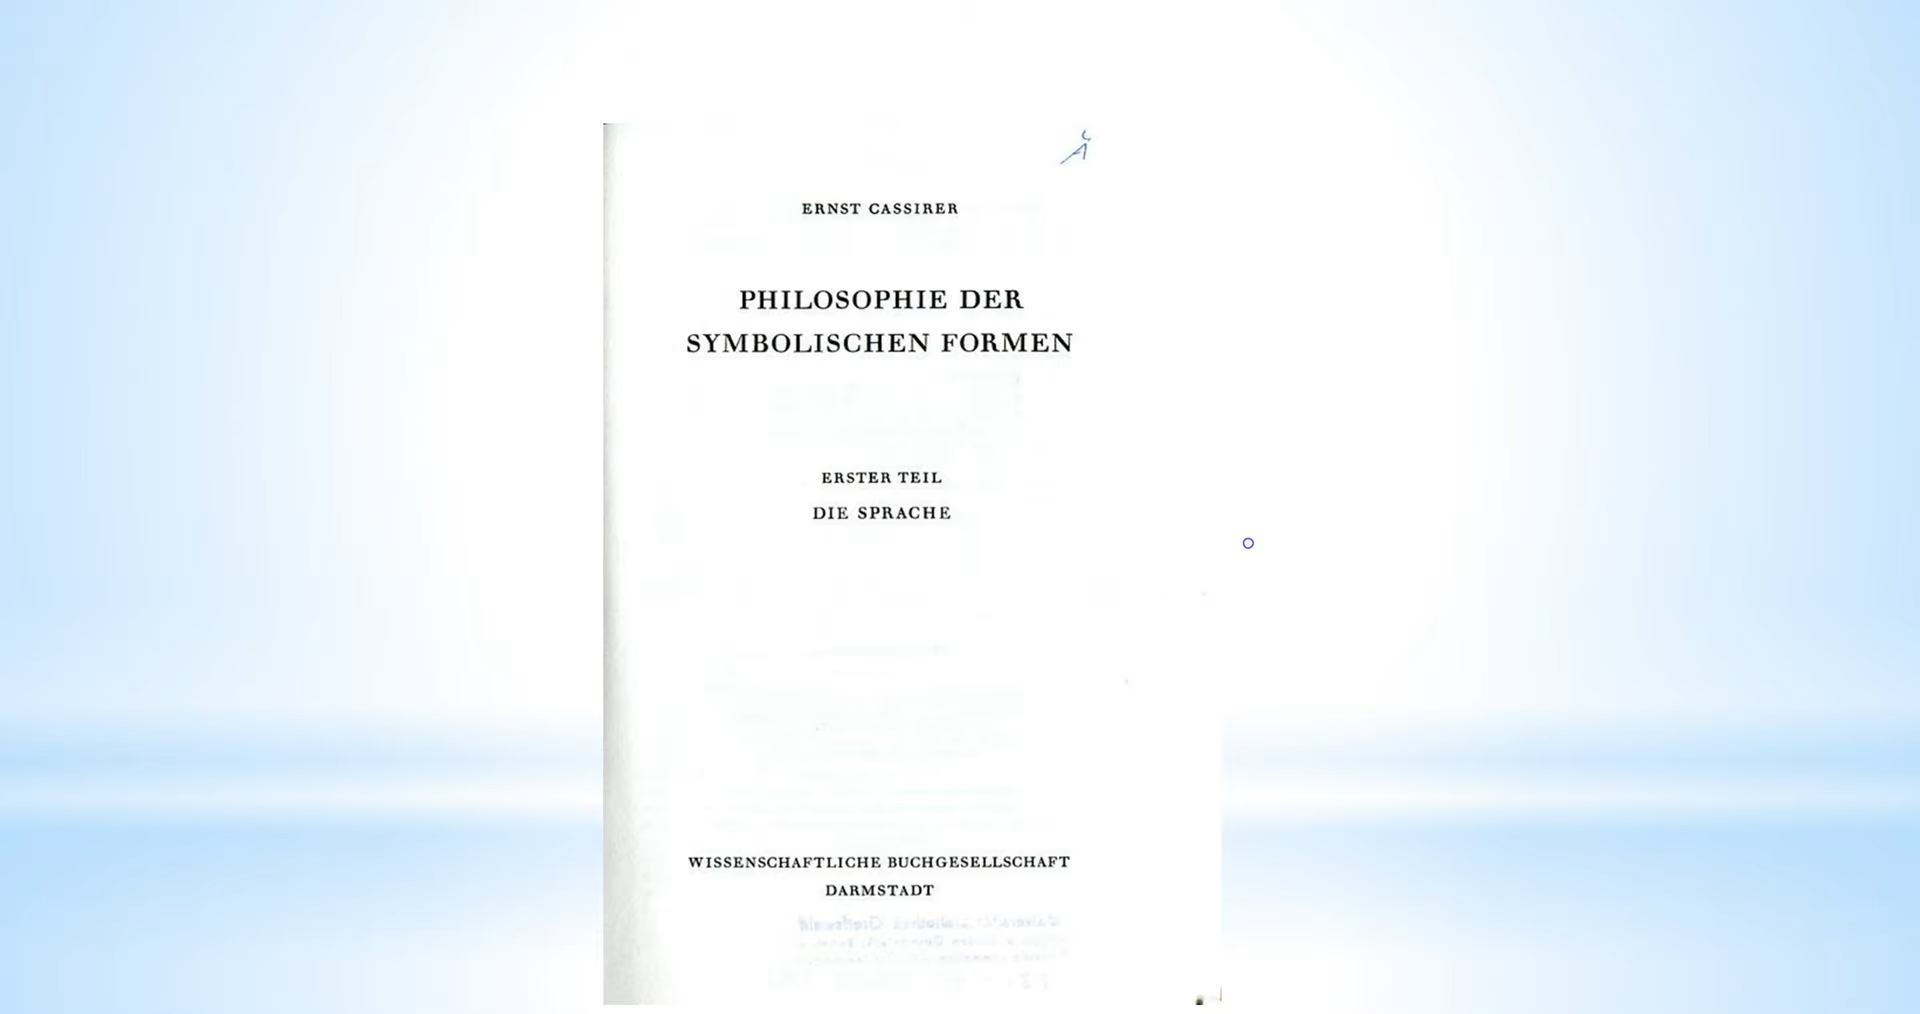 ERNST CASSIRER
PHILOSOPHIE DER
SYMBOLISCHEN FORMEN
ERSTER TEIL
DIE SPRACHE
WISSENSCHAFTLICHE BUCHGESELLSCHAFT
DARMSTADT